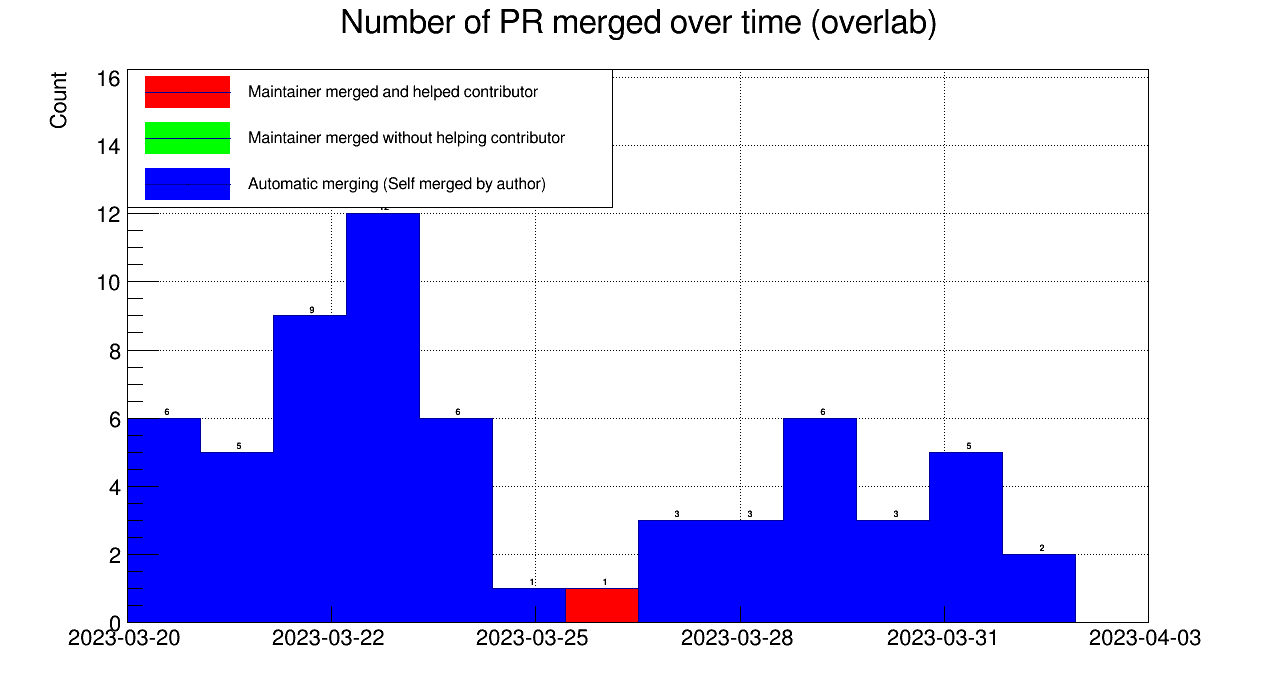 Number of PR merged over time (overlab)
Count
16
14
12
10
8
6
4
2
0
Maintainer merged and helped contributor
Maintainer merged without helping contributor
Automatic merging (Self merged by author)
6 5 9 6 1 1 3 3 6 3 5 2
2023-03-20 2023-03-22 2023-03-25 2023-03-28 2023-03-31 2023-04-03